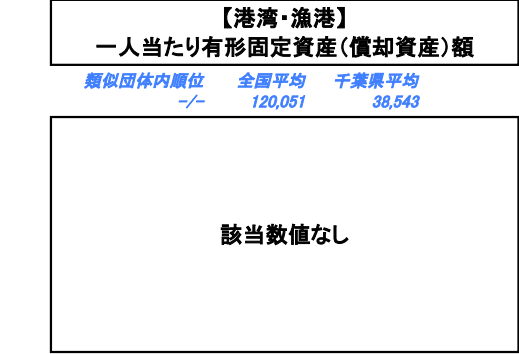 【港湾・漁港】
一人当たり有形固定資産（償却資産）額
類似団体内順位 全国平均 千葉県平均
-/- 120,051 38,543
該当数値なし